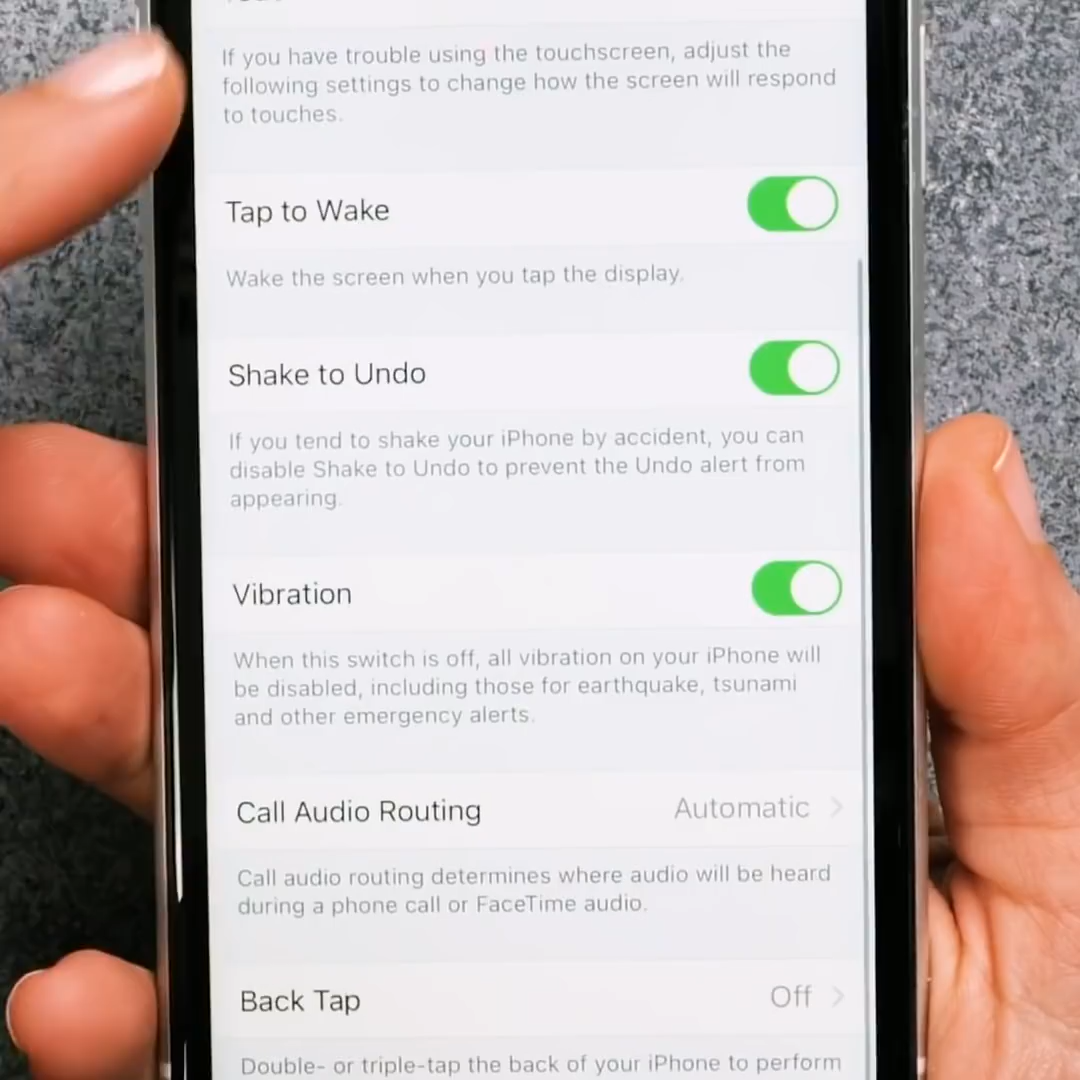 If you have trouble using the touchscreen, adjust the
following settings to change how the screen will respond
to touches.
Tap to Wake
Wake the screen when you tap the display.
Shake to Undo
If you tend to shake your iPhone by accident, you can
disable Shake to Undo to prevent the Undo alert from
appearing.
Vibration
When this switch is off, all vibration on your iPhone will
be disabled, including those for earthquake, tsunami
and other emergency alerts.
Call Audio Routing Automatic
Call audio routing determines where audio will be heard
during a phone call or FaceTime audio.
Back Tap Off
Double- or triple-tap the back of your iPhone to perform